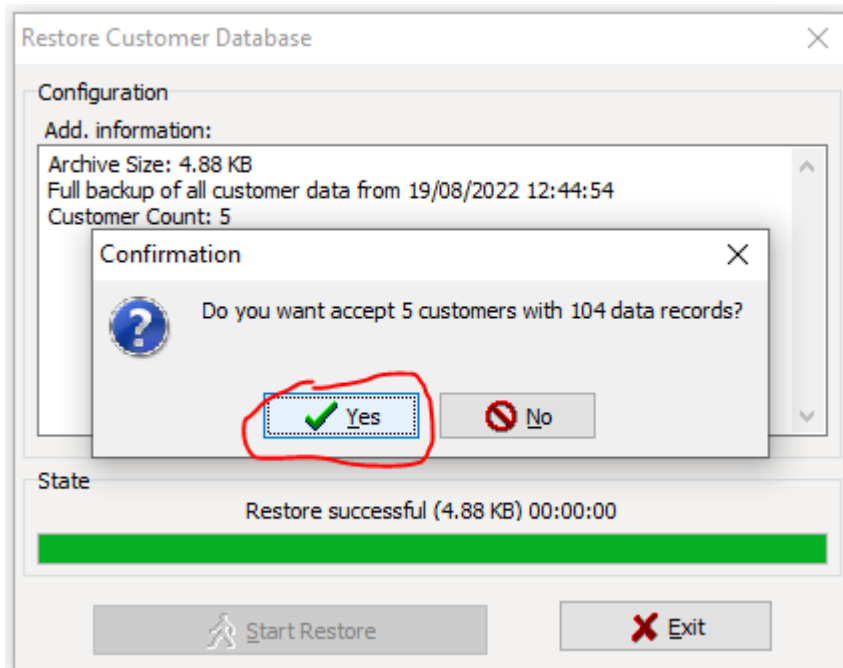 Restore Customer Database
Configuration
Add. information:
Archive Size: 4.88 KB
Full backup of all customer data from 19/08/2022 12:44:54
Customer Count: 5
Confirmation
Do you want accept 5 customers with 104 data records?
Yes
No
State
Restore successful (4.88 KB) 00:00:00
Start Restore
Exit